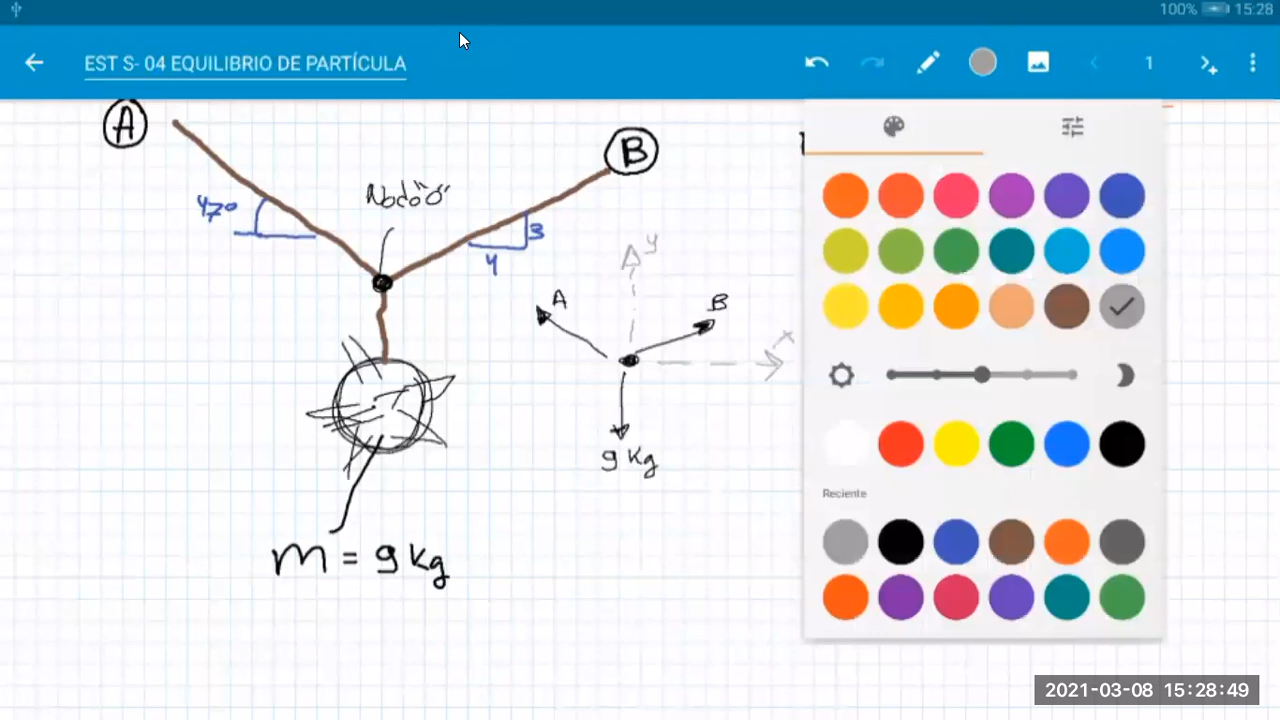 100% 15:28
EST S- 04 EQUILIBRIO DE PARTÍCULA
1
A
B
47°
Nodo "O"
3
4
y
A
B
x
9 Kg
m = 9 Kg
Reciente
2021-03-08 15:28:49